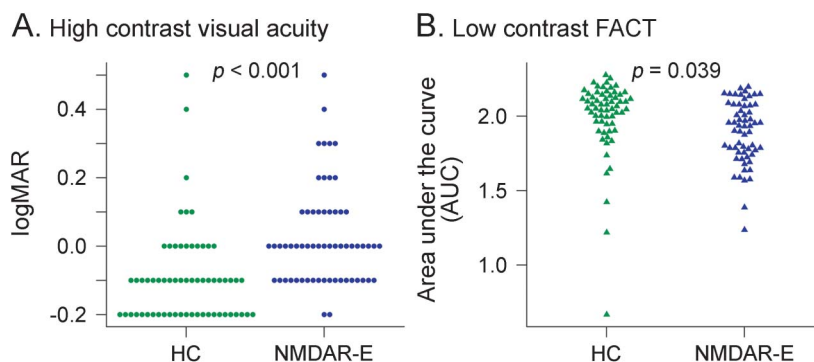 A. High contrast visual acuity
p < 0.001
0.4
0.2
0.0
-0.2
logMAR
HC
NMDAR-E
B. Low contrast FACT
p = 0.039
2.0
1.5
1.0
Area under the curve
(AUC)
HC
NMDAR-E